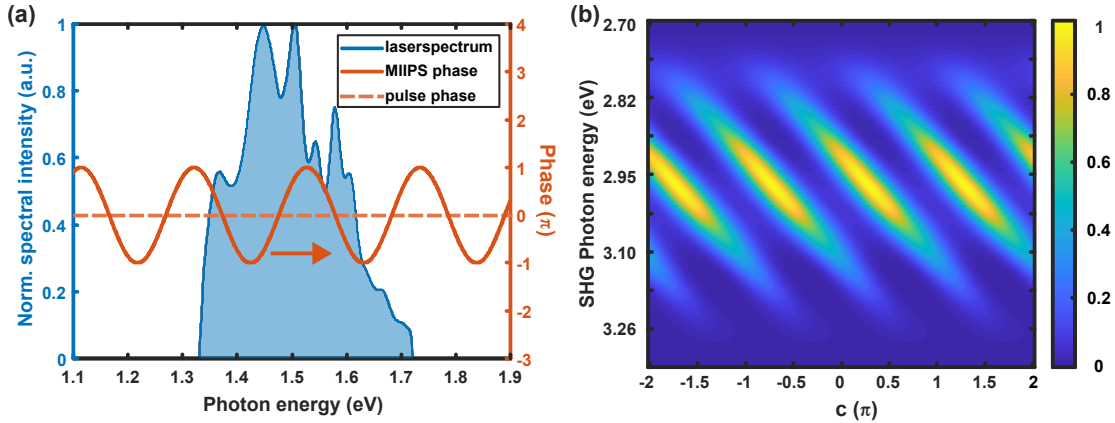 (a)
Norm. spectral intensity (a.u.)
1
0.8
0.6
0.4
0.2
0
laserspectrum
MIIPS phase
pulse phase
4
3
2
1
0
-1
-2
-3
Phase (π)
1.1 1.2 1.3 1.4 1.5 1.6 1.7 1.8 1.9
Photon energy (eV)
(b)
SHG Photon energy (eV)
2.70
2.82
2.95
3.10
3.26
-2 -1.5 -1 -0.5 0 0.5 1 1.5 2
c (π)
1
0.8
0.6
0.4
0.2
0